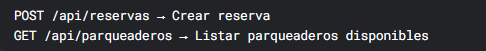 POST /api/reservas → Crear reserva
GET /api/parqueaderos → Listar parqueaderos disponibles